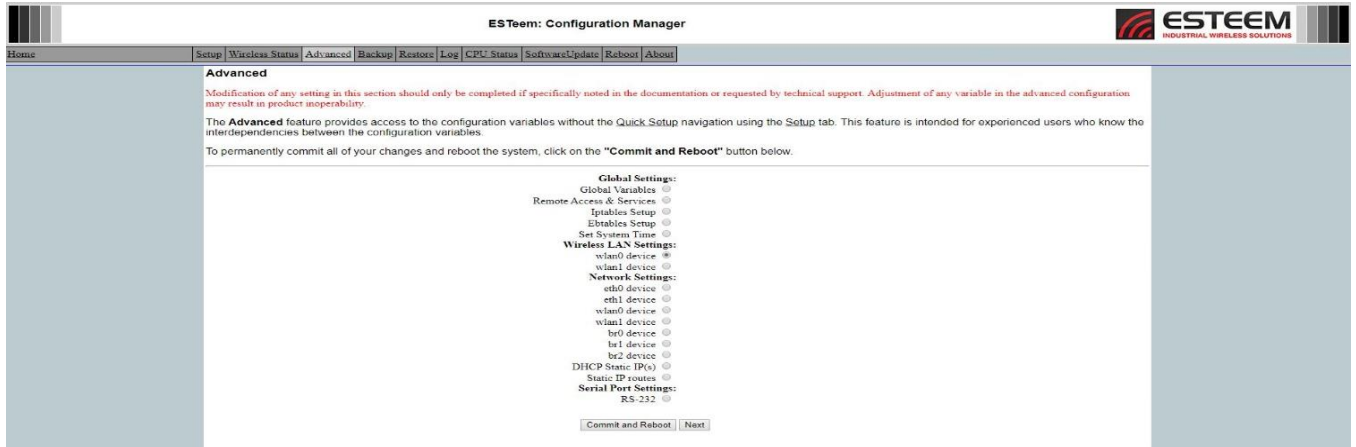 ESTeem: Configuration Manager
ESTEEM
INDUSTRIAL WIRELESS SOLUTIONS
Home
Setup Wireless Status Advanced Backup Restore Log CPU Status SoftwareUpdate Reboot About
Advanced
Modification of any setting in this section should only be completed if specifically noted in the documentation or requested by technical support. Adjustment of any variable in the advanced configuration
may result in product inoperability.
The Advanced feature provides access to the configuration variables without the Quick Setup navigation using the Setup tab. This feature is intended for experienced users who know the
interdependencies between the configuration variables.
To permanently commit all of your changes and reboot the system, click on the "Commit and Reboot" button below.
Global Settings:
Global Variables
Remote Access & Services
Iptables Setup
Ebtables Setup
Set System Time
Wireless LAN Settings:
wlan0 device
wlan1 device
Network Settings:
eth0 device
eth1 device
wlan0 device
wlan1 device
br0 device
br1 device
br2 device
DHCP Static IP(s)
Static IP routes
Serial Port Settings:
RS-232
Commit and Reboot Next